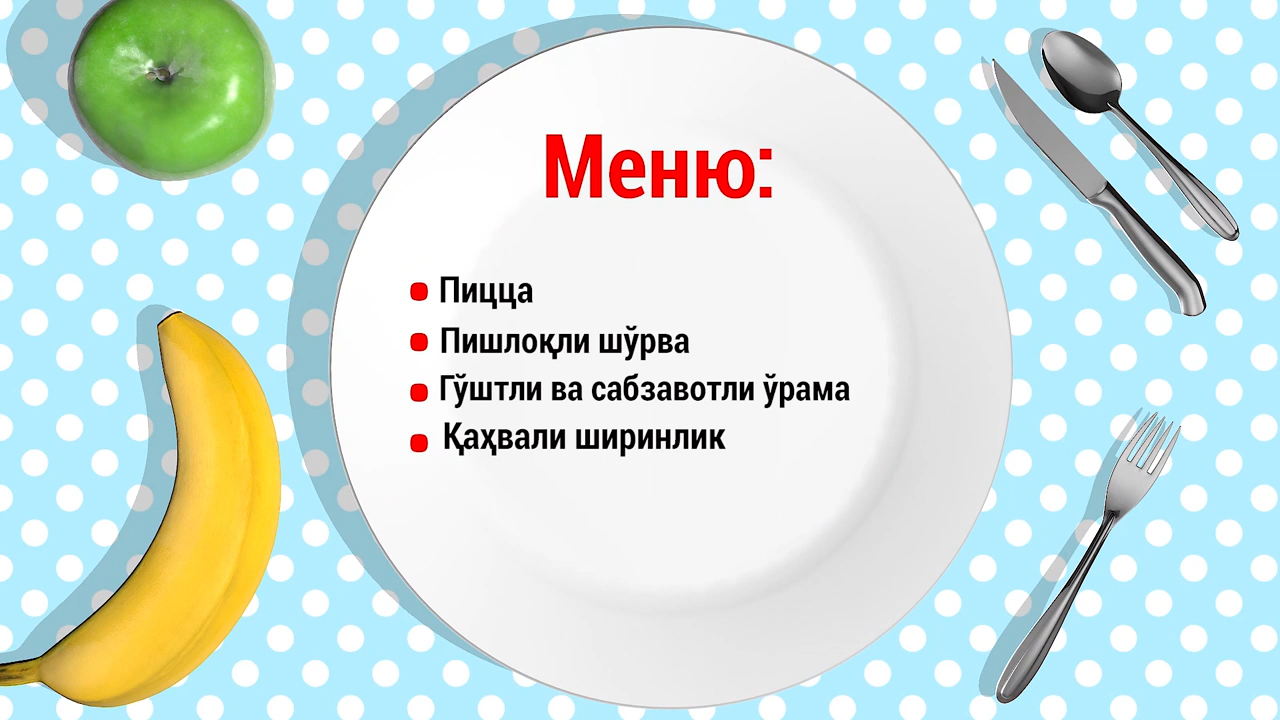 Меню:
Пицца
Пишлоқли шўрва
Гўштли ва сабзавотли ўрама
Қаҳвали ширинлик